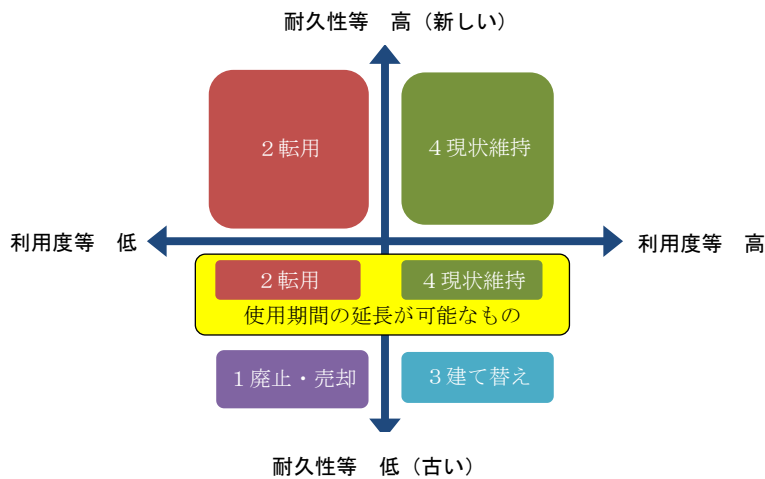 耐久性等　高（新しい）
２転用
４現状維持
利用度等　低
利用度等　高
２転用
４現状維持
使用期間の延長が可能なもの
１廃止・売却
３建て替え
耐久性等　低（古い）